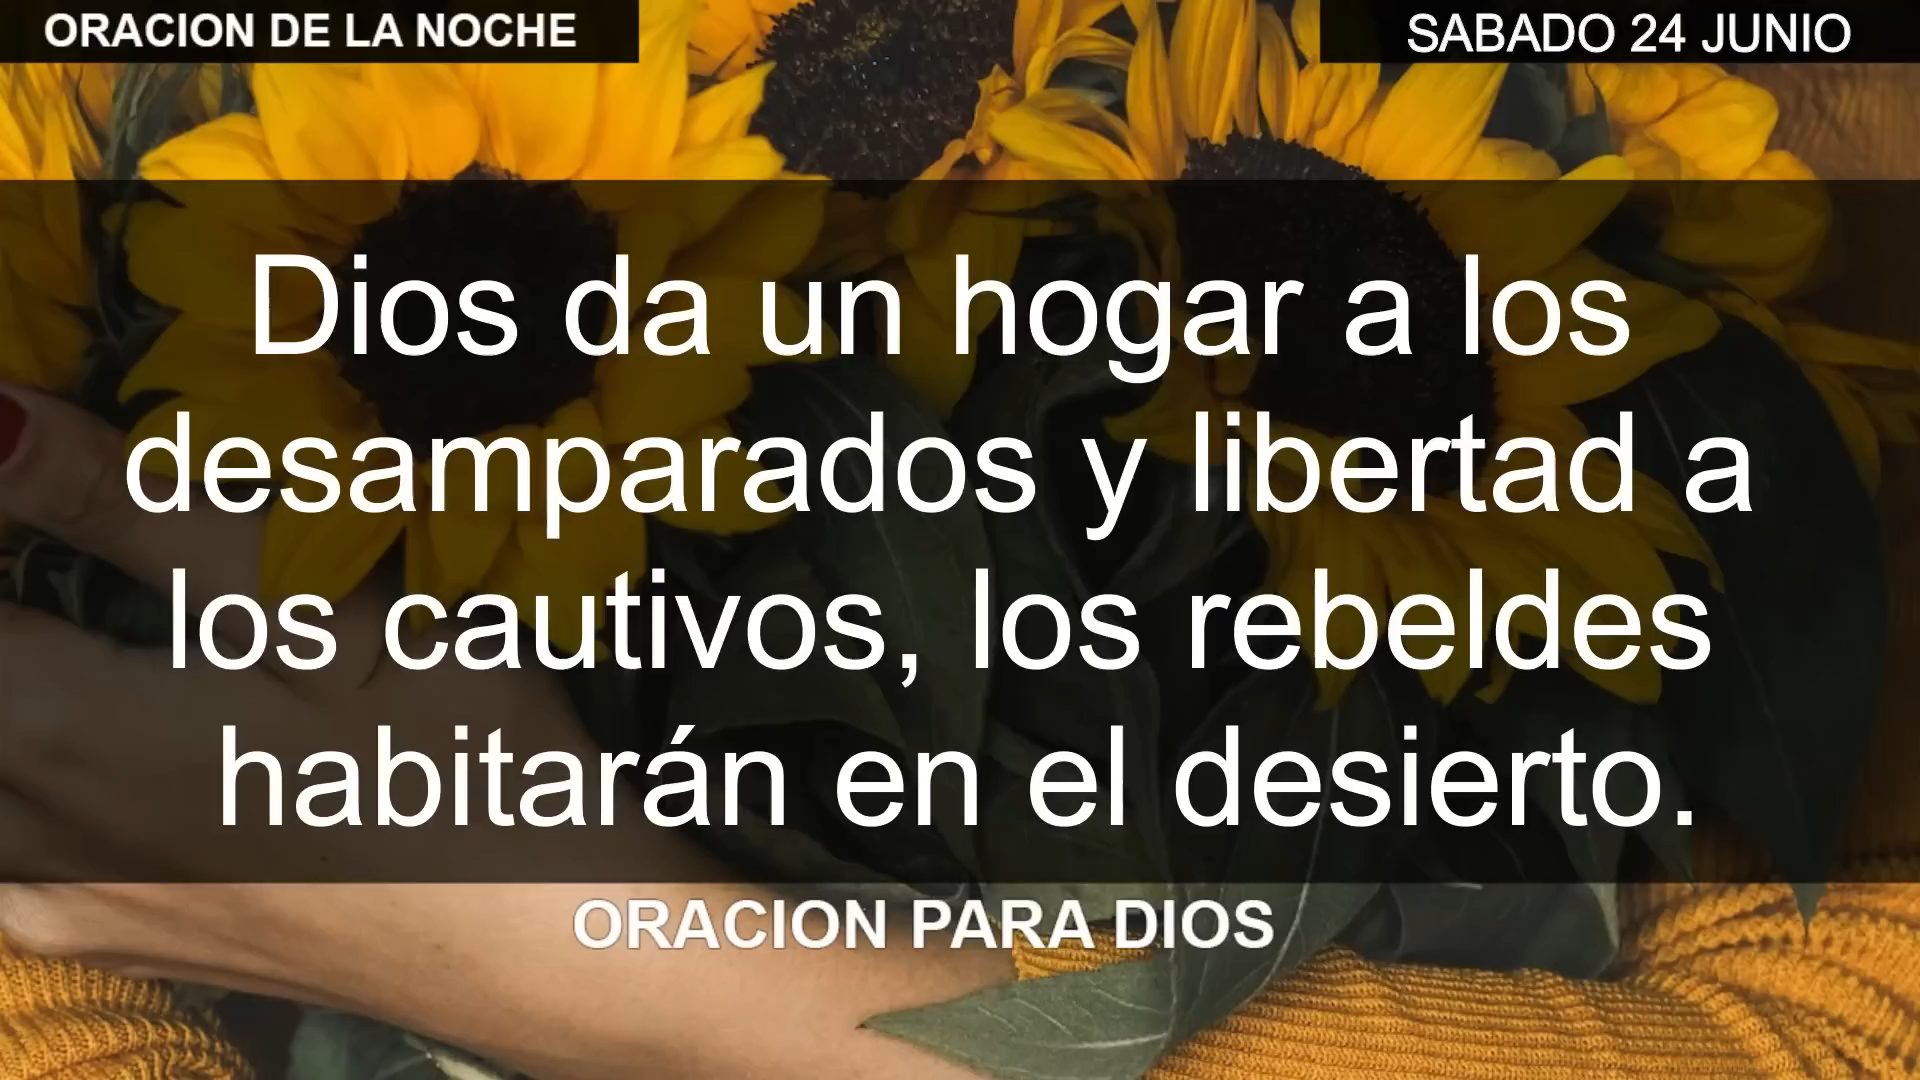 ORACION DE LA NOCHE
SABADO 24 JUNIO
Dios da un hogar a los
desamparados y libertad a
los cautivos, los rebeldes
habitarán en el desierto.
ORACION PARA DIOS